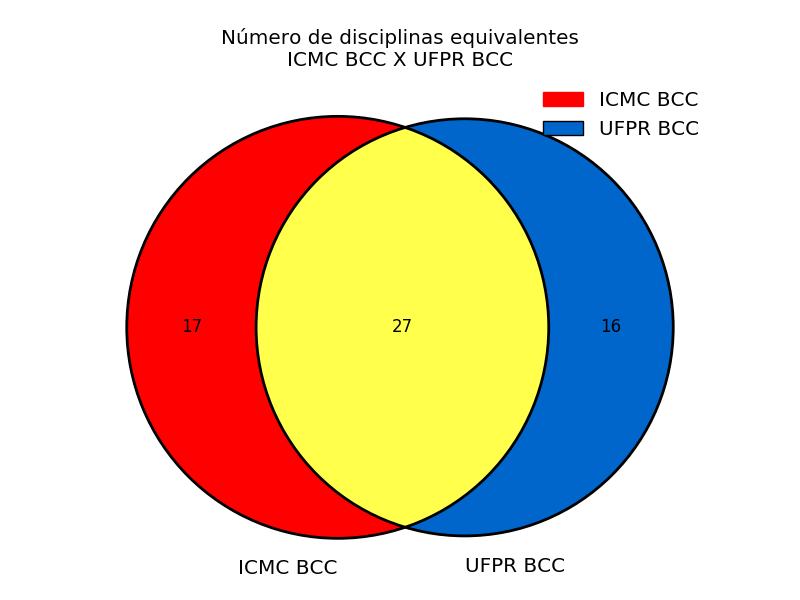 Número de disciplinas equivalentes
ICMC BCC X UFPR BCC
ICMC BCC
UFPR BCC
17
27
16
ICMC BCC
UFPR BCC